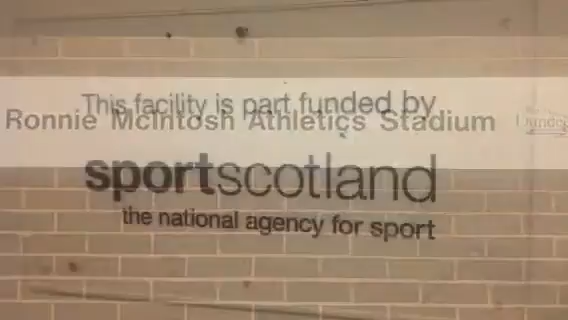 This facility is part funded by
Ronnie McIntosh Athletics Stadium
sportscotland
the national agency for sport